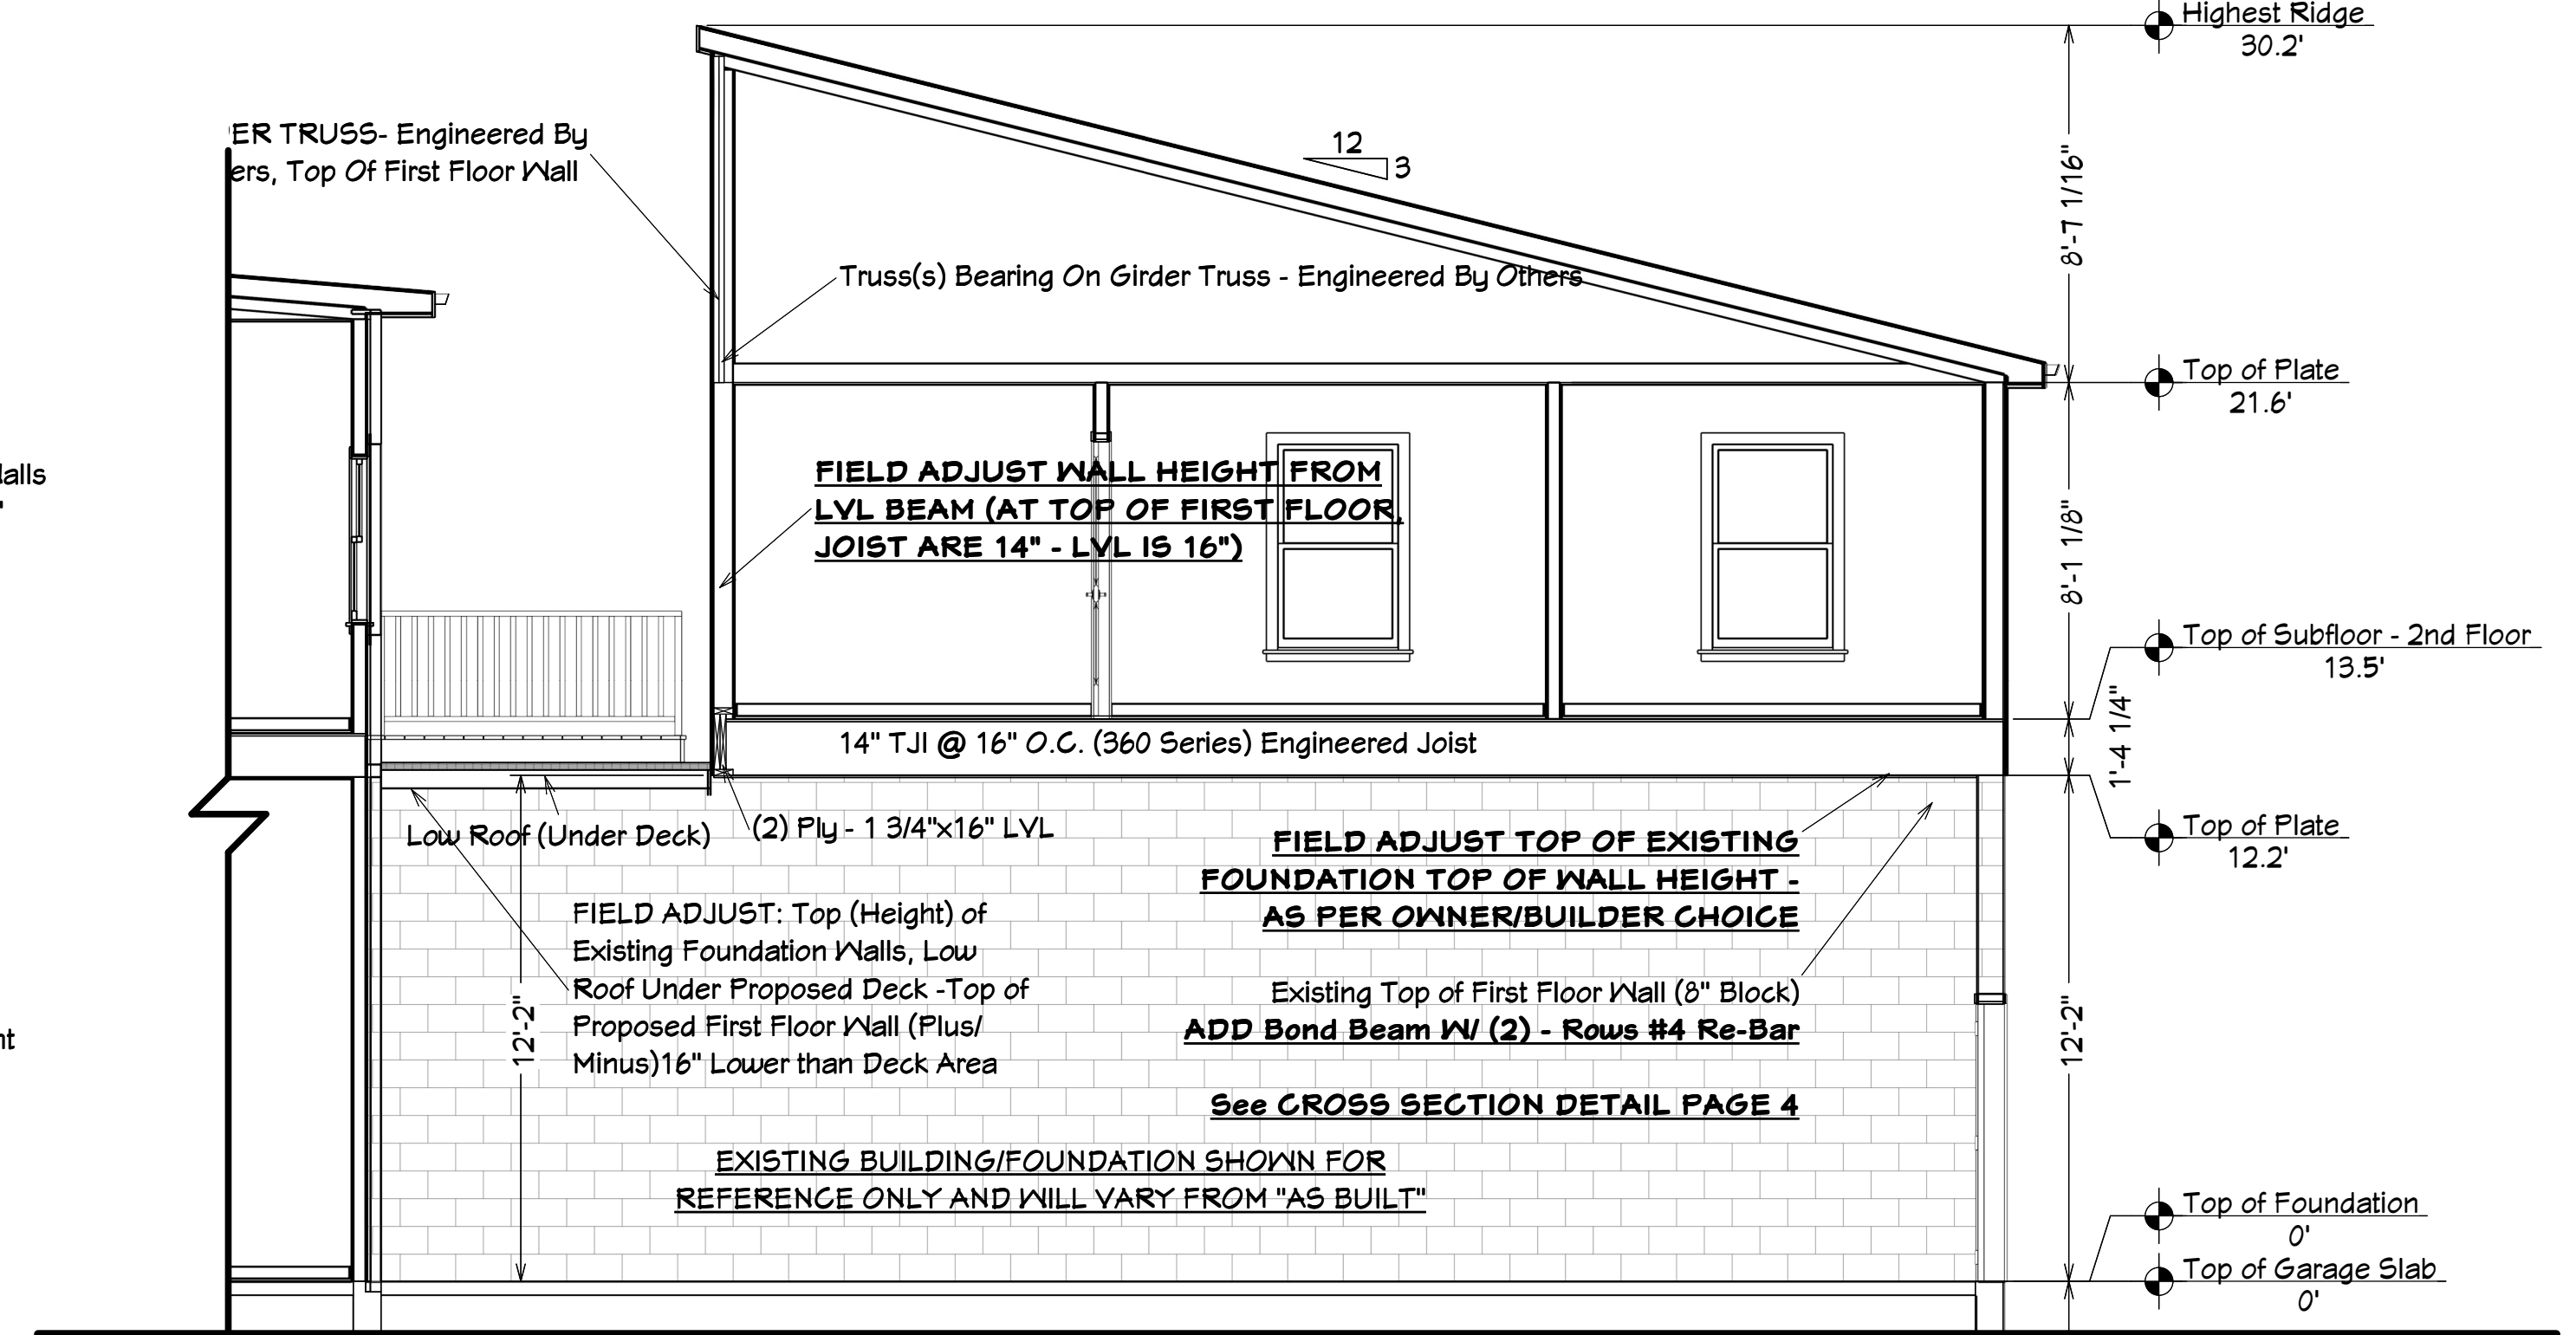 Highest Ridge
30.2'
ER TRUSS- Engineered By
ers, Top Of First Floor Wall
12
3
8'-7 1/16"
Truss(s) Bearing On Girder Truss - Engineered By Others
Top of Plate
21.6'
alls
'
FIELD ADJUST WALL HEIGHT FROM
LVL BEAM (AT TOP OF FIRST FLOOR,
JOIST ARE 14" - LVL IS 16")
8'-1 1/8"
Top of Subfloor - 2nd Floor
13.5'
14" TJI @ 16" O.C. (360 Series) Engineered Joist
1'-4 1/4"
Low Roof (Under Deck)
(2) Ply - 1 3/4"x16" LVL
Top of Plate
12.2'
FIELD ADJUST TOP OF EXISTING
FOUNDATION TOP OF WALL HEIGHT -
AS PER OWNER/BUILDER CHOICE
FIELD ADJUST: Top (Height) of
Existing Foundation Walls, Low
Roof Under Proposed Deck -Top of
Proposed First Floor Wall (Plus/
Minus)16" Lower than Deck Area
12'-2"
Existing Top of First Floor Wall (8" Block)
ADD Bond Beam W/ (2) - Rows #4 Re-Bar
12'-2"
nt
See CROSS SECTION DETAIL PAGE 4
EXISTING BUILDING/FOUNDATION SHOWN FOR
REFERENCE ONLY AND WILL VARY FROM "AS BUILT"
Top of Foundation
0'
Top of Garage Slab
0'